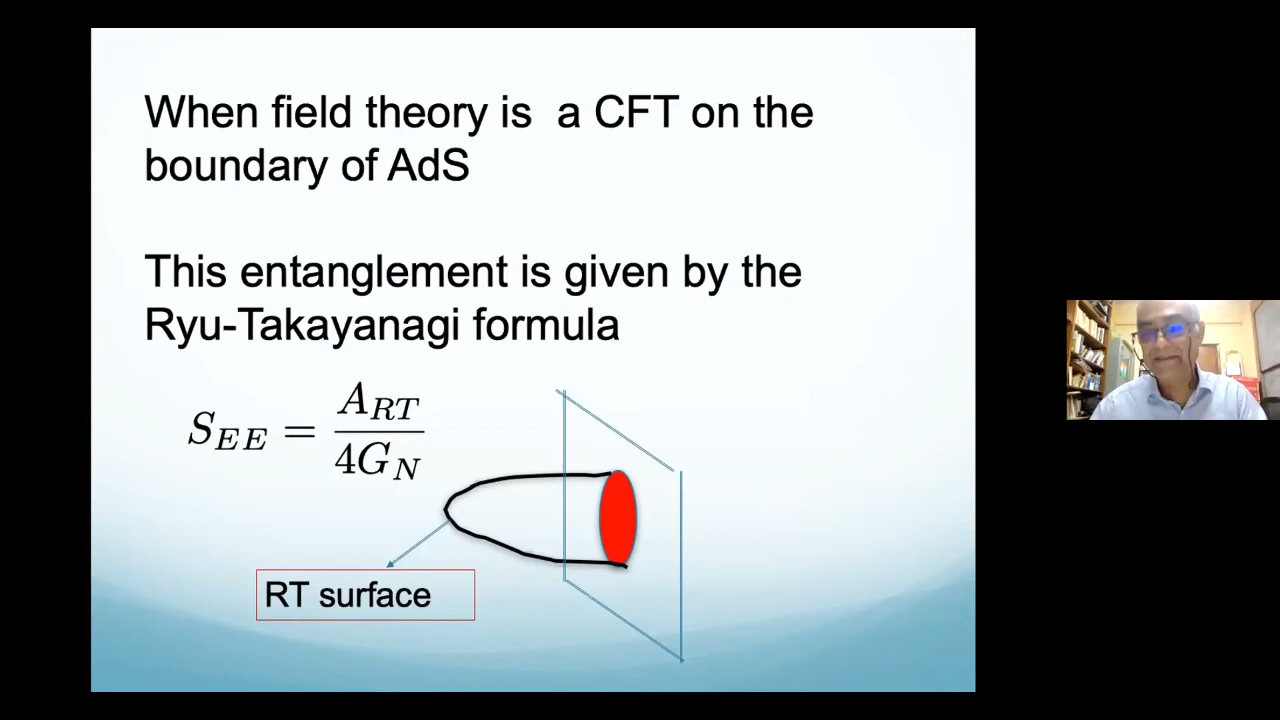 When field theory is  a CFT on the
boundary of AdS
This entanglement is given by the
Ryu-Takayanagi formula
S_{EE} = \frac{A_{RT}}{4G_N}
RT surface